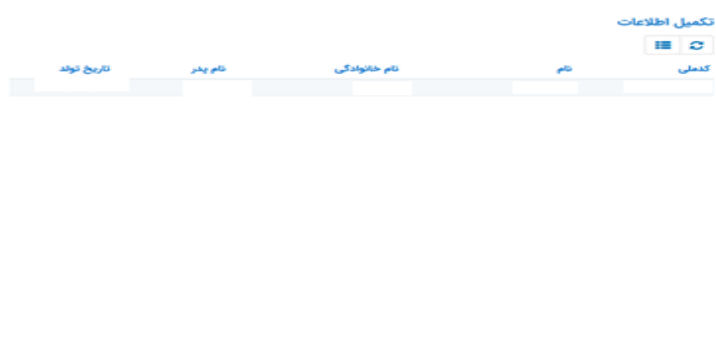 تکمیل اطلاعات
کدملی نام نام خانوادگی نام پدر تاریخ تولد